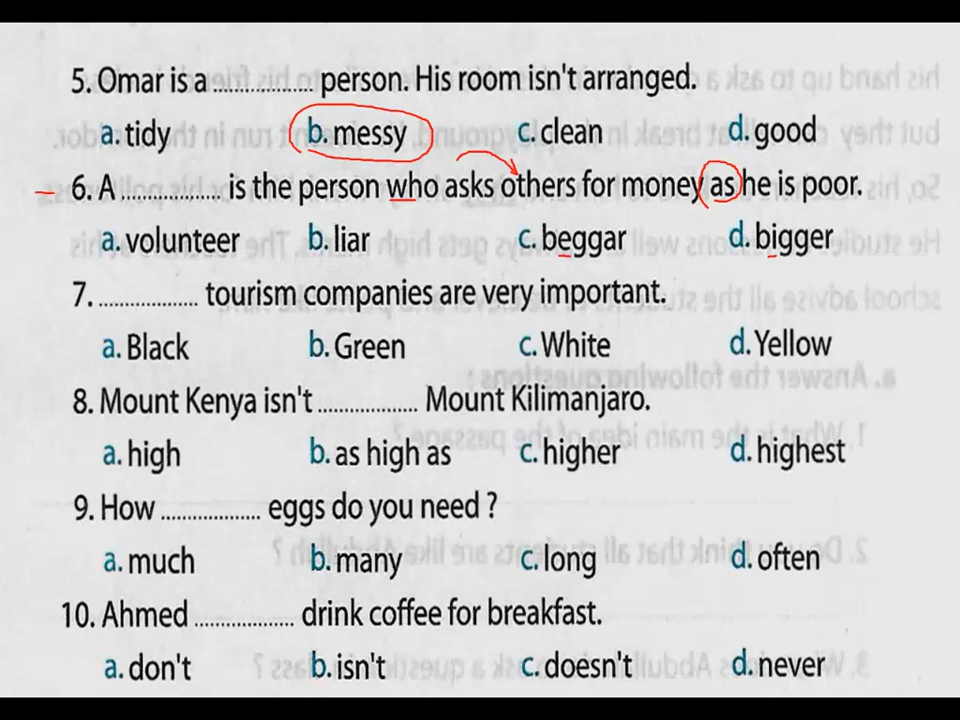 5. Omar is a ................ person. His room isn't arranged.
a. tidy b. messy c. clean d. good
6. A ................ is the person who asks others for money as he is poor.
a. volunteer b. liar c. beggar d. bigger
7. ................ tourism companies are very important.
a. Black b. Green c. White d. Yellow
8. Mount Kenya isn't ................ Mount Kilimanjaro.
a. high b. as high as c. higher d. highest
9. How ................ eggs do you need ?
a. much b. many c. long d. often
10. Ahmed ................ drink coffee for breakfast.
a. don't b. isn't c. doesn't d. never